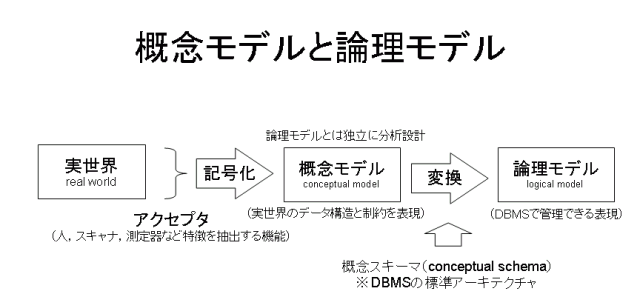 概念モデルと論理モデル
論理モデルとは独立に分析設計
実世界
real world
記号化
概念モデル
conceptual model
変換
論理モデル
logical model
アクセプタ
(人, スキャナ, 測定器など特徴を抽出する機能)
(実世界のデータ構造と制約を表現)
(DBMSで管理できる表現)
概念スキーマ(conceptual schema)
※DBMSの標準アーキテクチャ